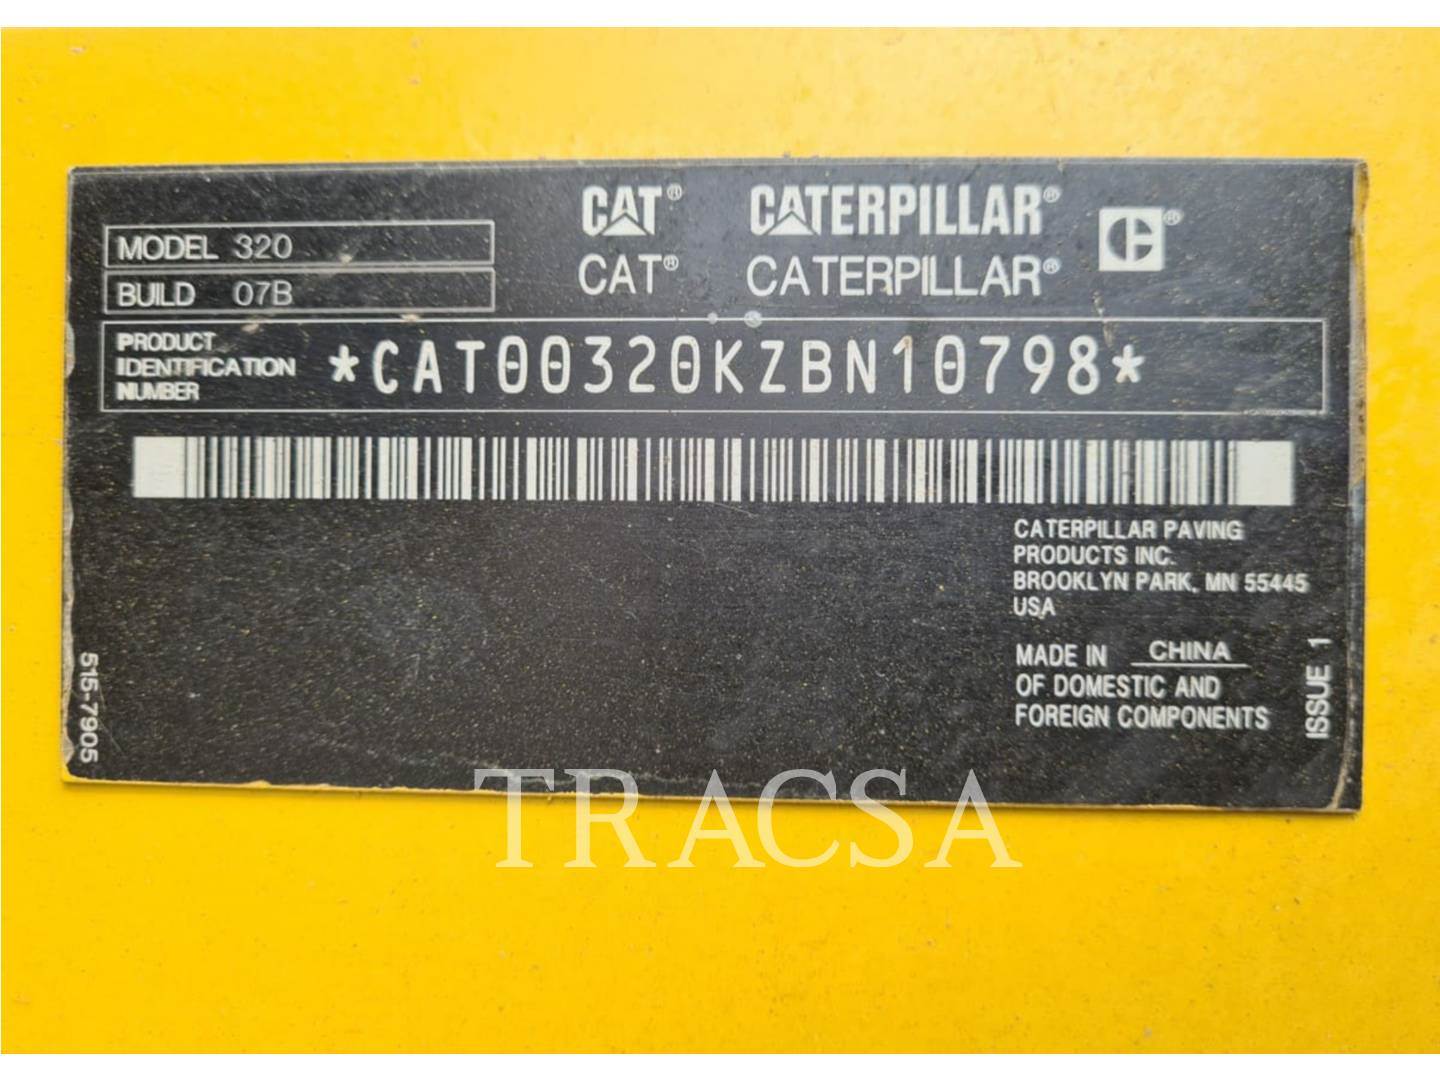 MODEL 320
BUILD 07B
CAT® CATERPILLAR® ®
CAT® CATERPILLAR®
PRODUCT
IDENTIFICATION
NUMBER
*CAT00320KZBN10798*
CATERPILLAR PAVING
PRODUCTS INC.
BROOKLYN PARK, MN 55445
USA
MADE IN CHINA
OF DOMESTIC AND
FOREIGN COMPONENTS
515-7905
ISSUE 1
TRACSA